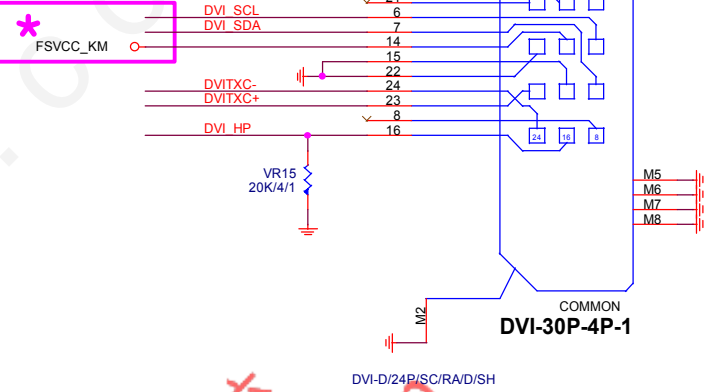 DVI_SCL
6
DVI_SDA
7
*
FSVCC_KM
14
15
22
DVITXC-
24
DVITXC+
23
8
DVI_HP
16
24 16 8
VR15
20K/4/1
M5
M6
M7
M8
M2
COMMON
DVI-30P-4P-1
DVI-D/24P/SC/RA/D/SH